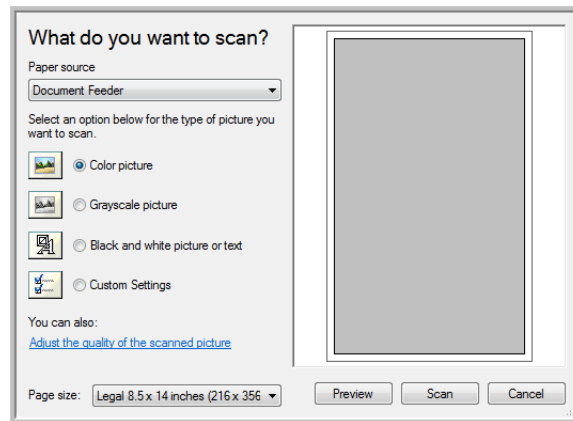 What do you want to scan?
Paper source
Document Feeder
Select an option below for the type of picture you
want to scan.
Color picture
Grayscale picture
Black and white picture or text
Custom Settings
You can also:
Adjust the quality of the scanned picture
Page size: Legal 8.5 x 14 inches (216 x 356
Preview Scan Cancel